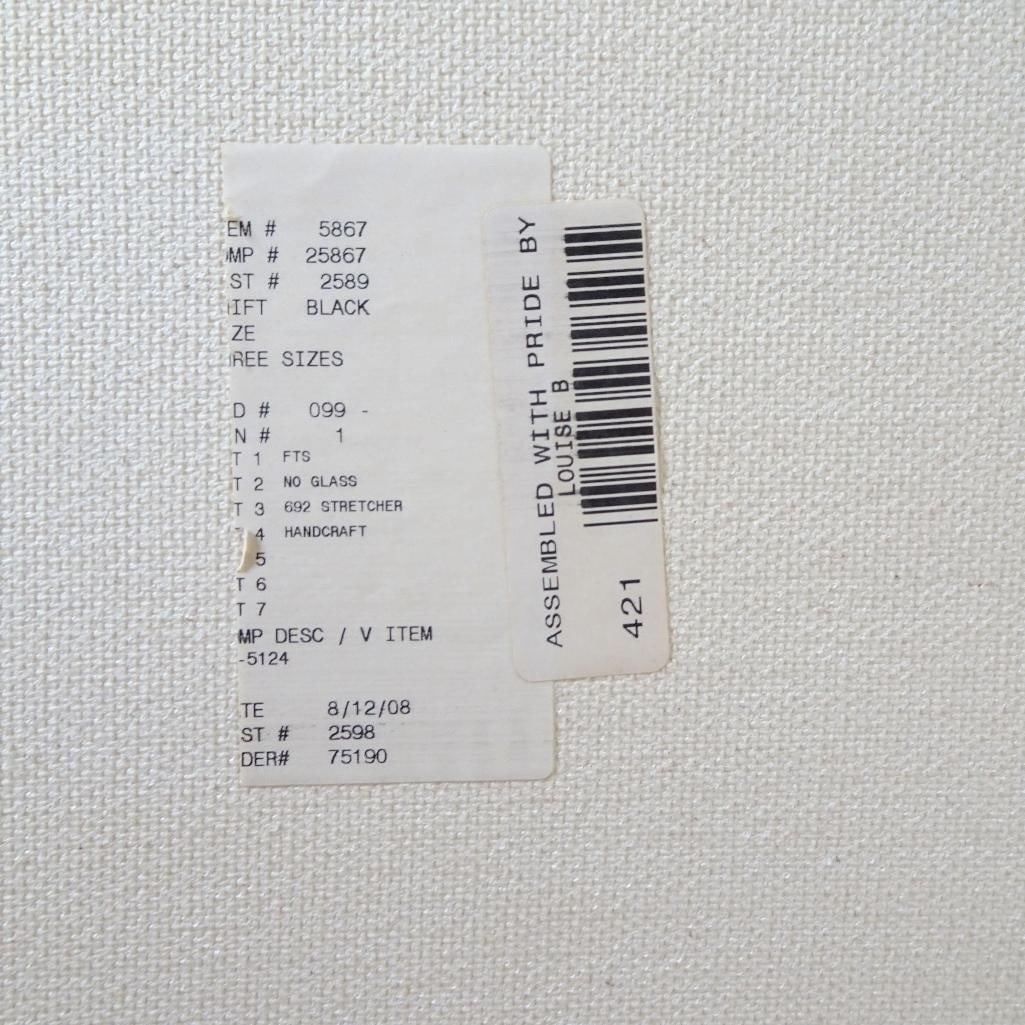 EM # 5867
MP # 25867
ST # 2589
IFT BLACK
ZE
REE SIZES
D # 099 -
N # 1
T 1 FTS
T 2 NO GLASS
T 3 692 STRETCHER
4 HANDCRAFT
5
T 6
T 7
MP DESC / V ITEM
-5124
TE 8/12/08
ST # 2598
DER# 75190
ASSEMBLED WITH PRIDE BY
LOUISE B
421